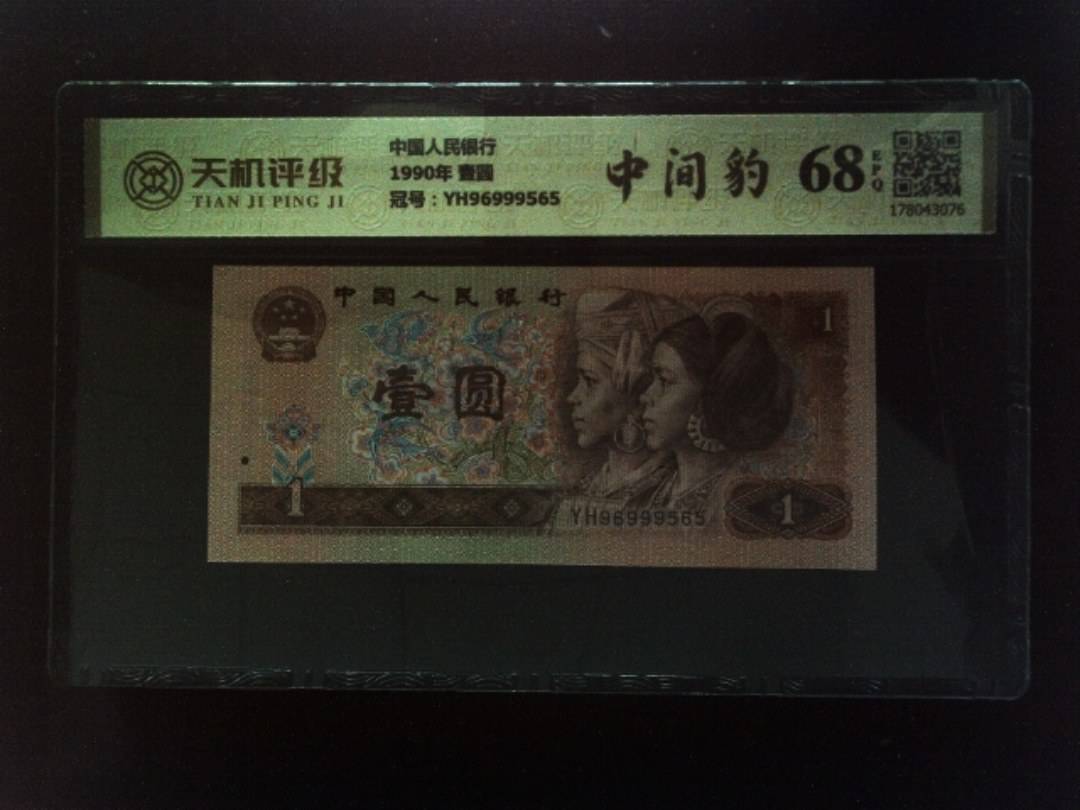 天机评级
TIAN JI PING JI
中国人民银行
1990年 壹圆
冠号：YH96999565
中间豹
68
EPQ
178043076
中国人民银行
壹圆
1
1
YH96999565
1